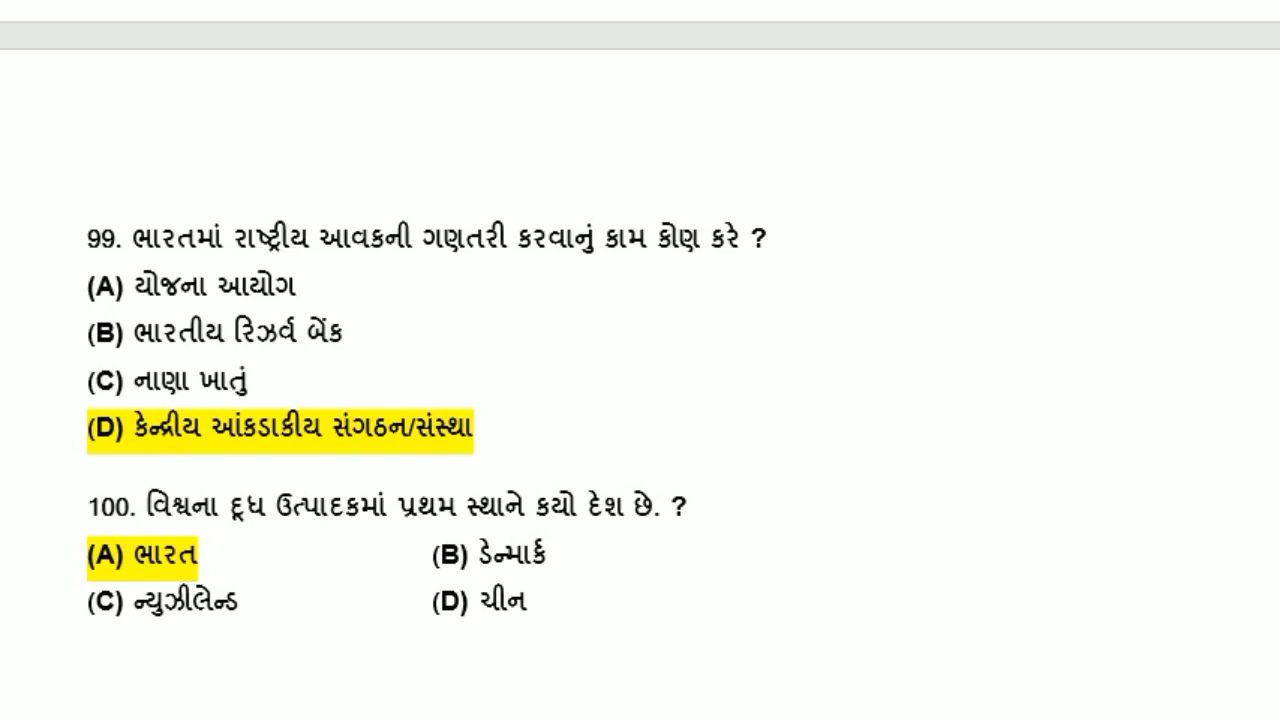 99. ભારતમાં રાષ્ટ્રીય આવકની ગણતરી કરવાનું કામ કોણ કરે ?
(A) યોજના આયોગ
(B) ભારતીય રિઝર્વ બેંક
(C) નાણા ખાતું
(D) કેન્દ્રીય આંકડાકીય સંગઠન/સંસ્થા
100. વિશ્વના દૂધ ઉત્પાદકમાં પ્રથમ સ્થાને કયો દેશ છે. ?
(A) ભારત (B) ડેન્માર્ક
(C) ન્યુઝીલેન્ડ (D) ચીન